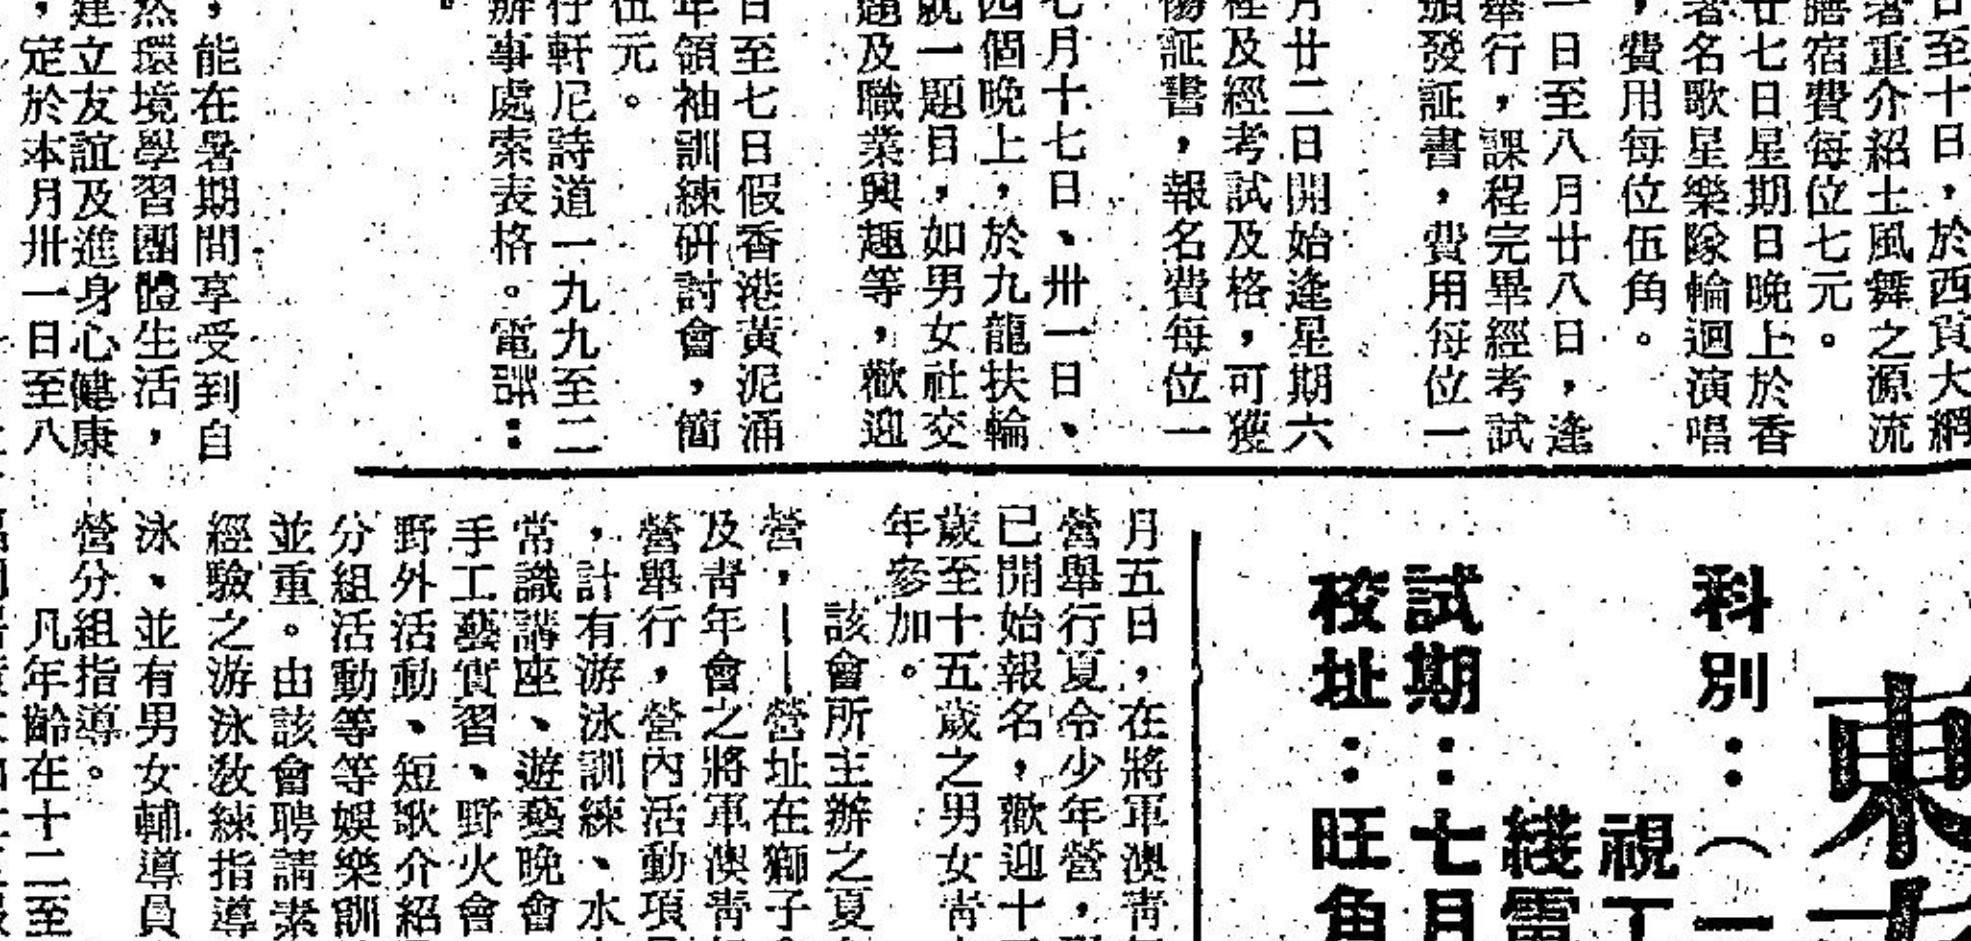 日至十日，於西貢大網
著重介紹士風舞之源流
膳宿費每位七元。
廿七日星期日晚上於香
著名歌星樂隊輪迴演唱
，費用每位伍角。
一日至八月廿八日，逢
舉行，課程完畢經考試
頒發証書，費用每位一
月廿二日開始逢星期六
程及經考試及格，可獲
証書，報名費每位一
七月十七日、卅一日、
四個晚上，於九龍扶輪
就一題目，如男女社交
題及職業興趣等，歡迎
日至七日假香港黃泥涌
年領袖訓練研討會，簡
伍元。
仔軒尼詩道一九九至二
辦事處索表格。電話：
，能在暑期間享受到自
然環境學習團體生活，
建立友誼及進身心健康
，定於本月卅一日至八
東
科別：（一
視工
綫電
試期：七月
校址：旺角
月五日，在將軍澳青
營舉行夏令少年營，
已開始報名，歡迎十
歲至十五歲之男女青
年參加。
該會所主辦之夏
營，——營址在獅子
及青年會之將軍澳青
營舉行，營內活動項
，計有游泳訓練、水
常識講座、遊藝晚會
手工藝實習、野火會
野外活動、短歌介紹
分組活動等等娛樂訓
並重。由該會聘請素
經驗之游泳教練指導
泳、並有男女輔導員
營分組指導。
凡年齡在十二至